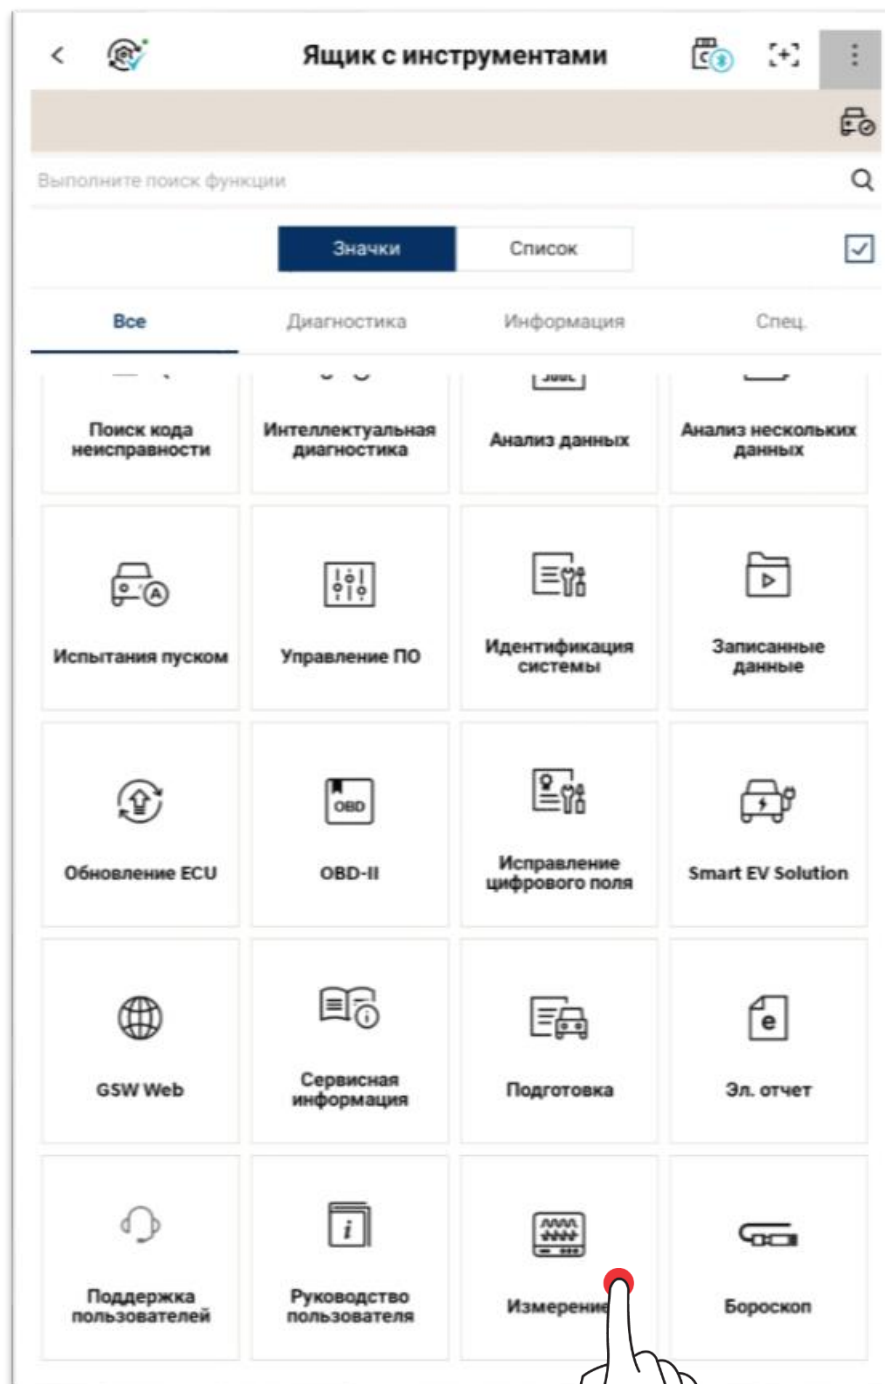 Ящик с инструментами
Выполните поиск функции
Значки Список
Все Диагностика Информация Спец.
Поиск кода
неисправности
Интеллектуальная
диагностика
Анализ данных
Анализ нескольких
данных
Испытания пуском
Управление ПО
Идентификация
системы
Записанные
данные
Обновление ECU
OBD
OBD-II
Исправление
цифрового поля
Smart EV Solution
GSW Web
Сервисная
информация
Подготовка
e
Эл. отчет
Поддержка
пользователей
i
Руководство
пользователя
Измерение
Бороскоп